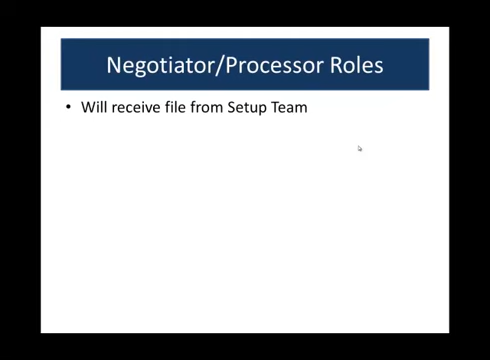 Negotiator/Processor Roles
• Will receive file from Setup Team